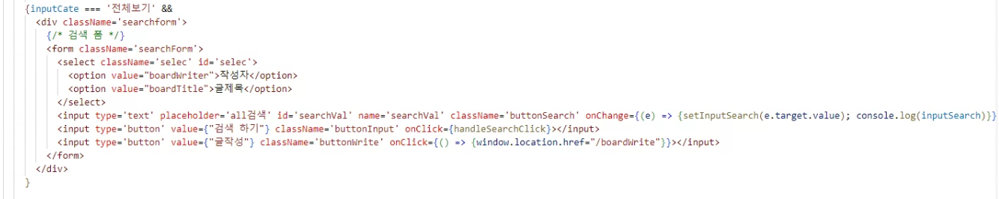 {inputCate === '전체보기' &&
<div className='searchform'>
{/* 검색 폼 */}
<form className='searchForm'>
<select className='selec' id='selec'>
<option value="boardWriter">작성자</option>
<option value="boardTitle">글제목</option>
</select>
<input type='text' placeholder='all검색' id='searchVal' name='searchVal' className='buttonSearch' onChange={(e) => {setInputSearch(e.target.value); console.log(inputSearch)}}
<input type='button' value={"검색 하기"} className='buttonInput' onClick={handleSearchClick}></input>
<input type='button' value={"글작성"} className='buttonWrite' onClick={() => {window.location.href="/boardWrite"}}></input>
</form>
</div>
}